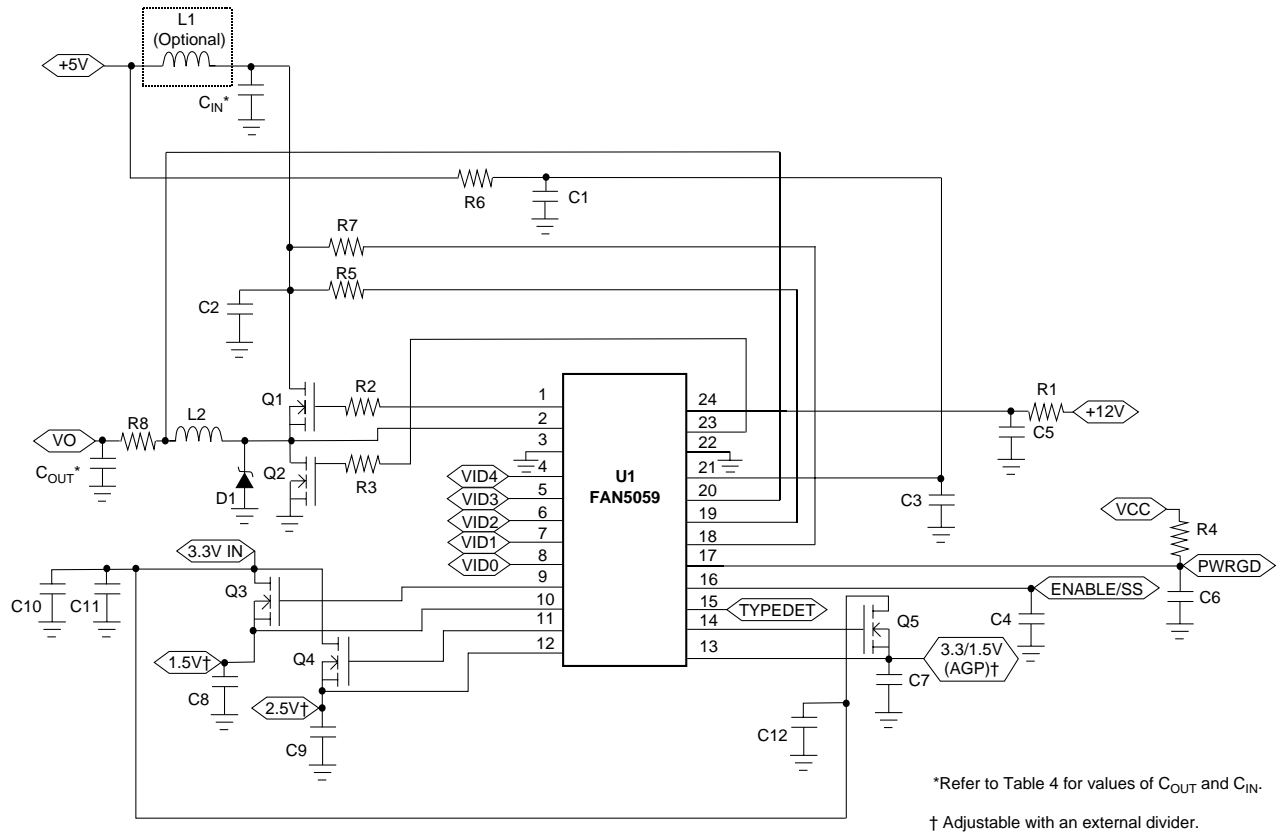 L1
(Optional)
+5V
C_IN*
R6
C1
R7
R5
C2
Q1
R2
R8
L2
VO
C_OUT*
D1
Q2
R3
1
2
3
4
5
6
7
8
9
10
11
12
VID4
VID3
VID2
VID1
VID0
U1
FAN5059
24
23
22
21
20
19
18
17
16
15
14
13
R1
+12V
C5
C3
VCC
R4
PWRGD
C6
ENABLE/SS
C4
TYPEDET
Q5
3.3/1.5V
(AGP)†
C7
C12
3.3V IN
C10
C11
Q3
1.5V†
C8
Q4
2.5V†
C9
*Refer to Table 4 for values of C_OUT and C_IN.
† Adjustable with an external divider.